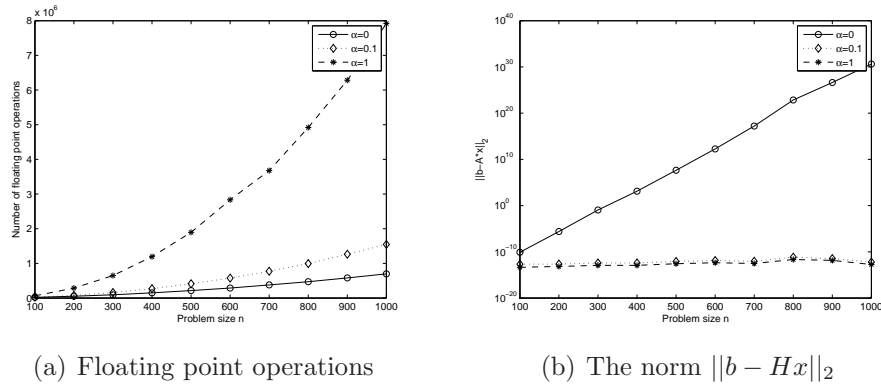 x 10^6
8
7
6
5
4
3
2
1
0
Number of floating point operations
100 200 300 400 500 600 700 800 900 1000
Problem size n
α=0
α=0.1
α=1
(a) Floating point operations
10^40
10^30
10^20
10^10
10^0
10^−10
10^−20
||b−A*x||_2
100 200 300 400 500 600 700 800 900 1000
Problem size n
α=0
α=0.1
α=1
(b) The norm ||b − Hx||_2